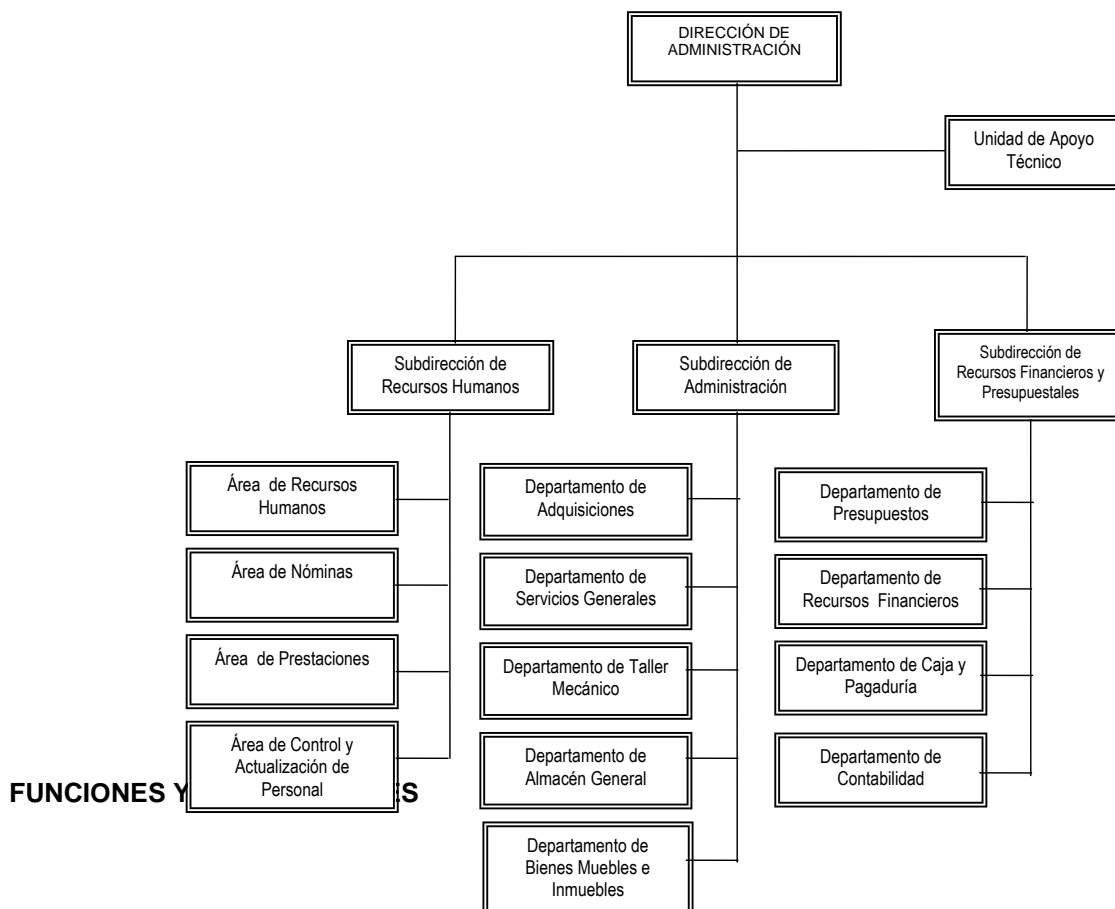 DIRECCIÓN DE
ADMINISTRACIÓN
Unidad de Apoyo
Técnico
Subdirección de
Recursos Humanos
Subdirección de
Administración
Subdirección de
Recursos Financieros y
Presupuestales
Área de Recursos
Humanos
Área de Nóminas
Área de Prestaciones
Área de Control y
Actualización de
Personal
Departamento de
Adquisiciones
Departamento de
Servicios Generales
Departamento de Taller
Mecánico
Departamento de
Almacén General
Departamento de
Bienes Muebles e
Inmuebles
Departamento de
Presupuestos
Departamento de
Recursos Financieros
Departamento de Caja y
Pagaduría
Departamento de
Contabilidad
FUNCIONES Y